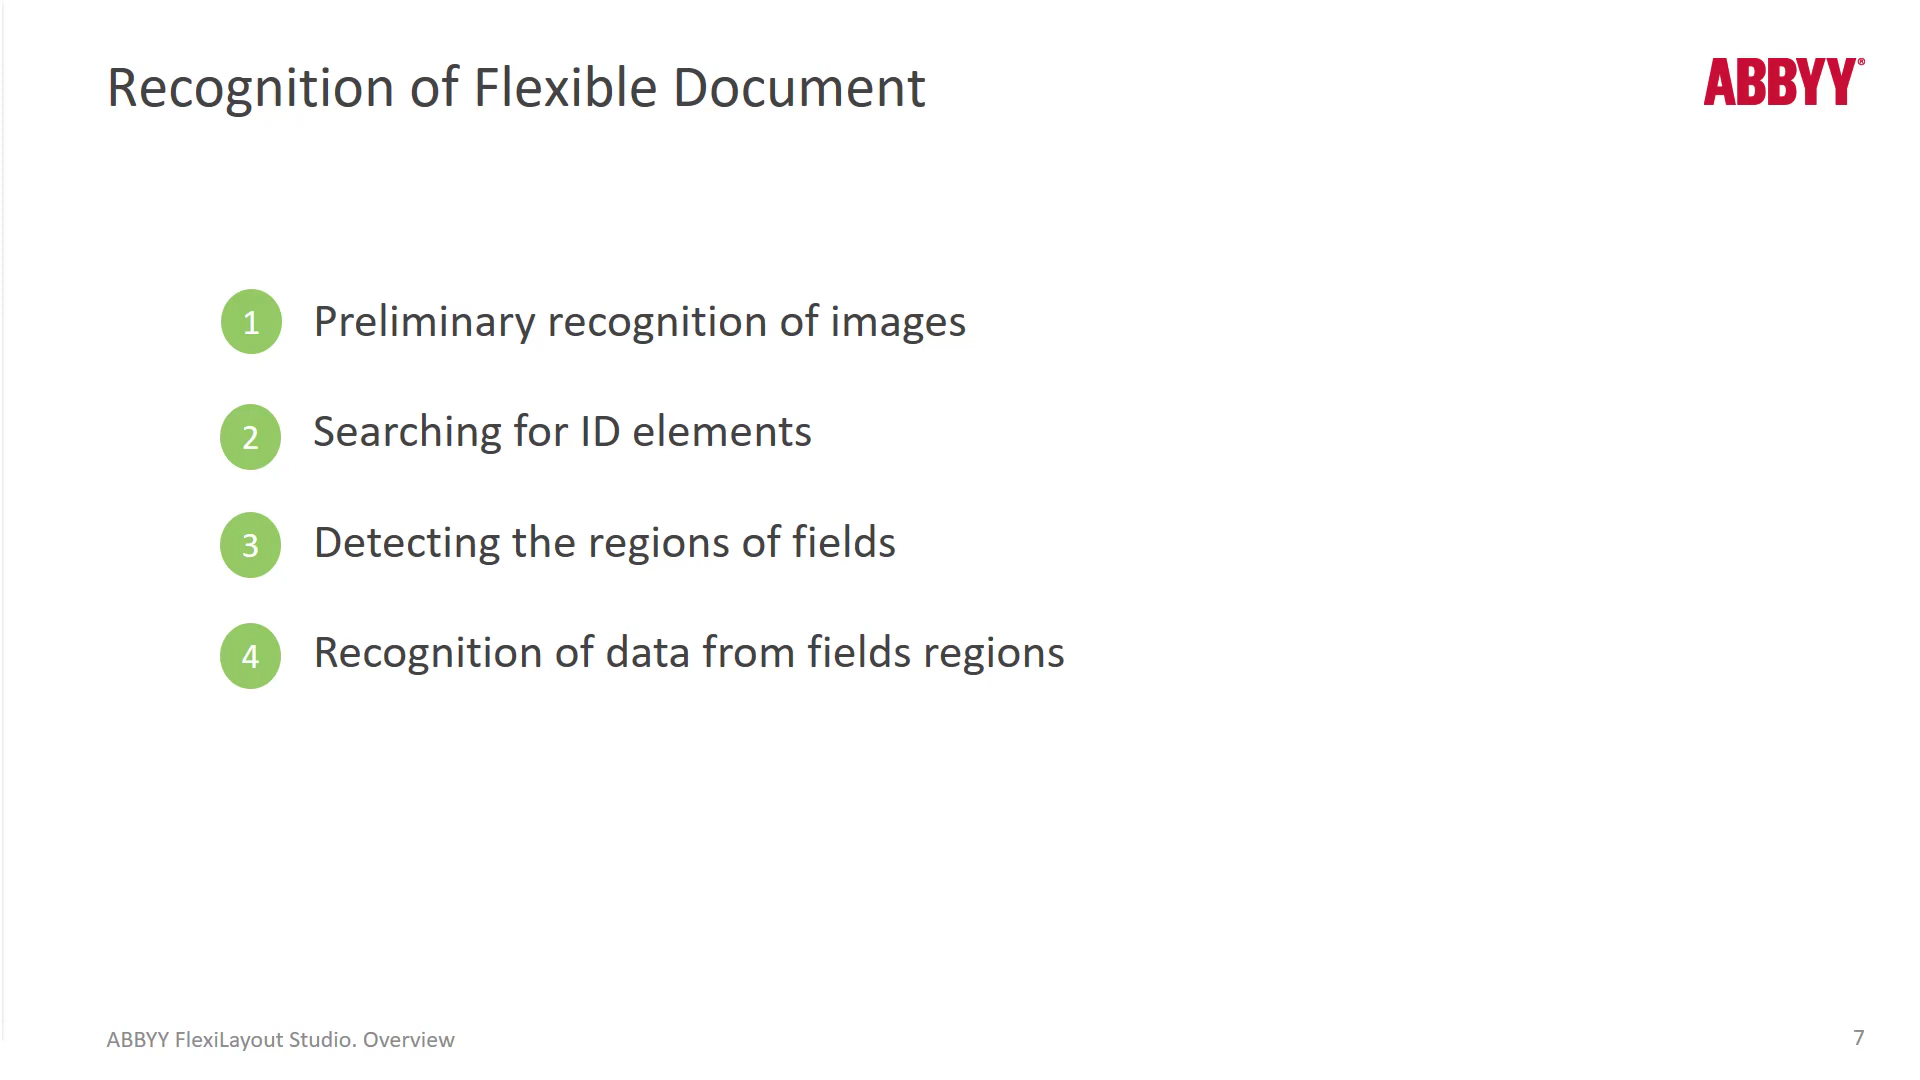 Recognition of Flexible Document
ABBYY®
1 Preliminary recognition of images
2 Searching for ID elements
3 Detecting the regions of fields
4 Recognition of data from fields regions
ABBYY FlexiLayout Studio. Overview
7